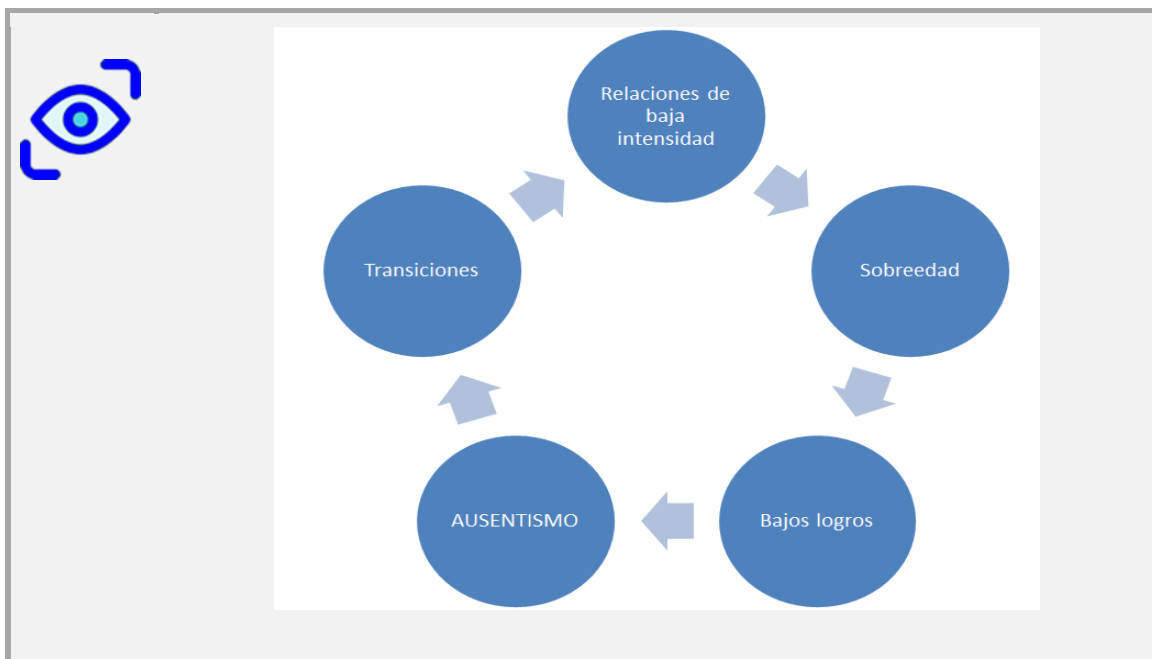 Relaciones de
baja
intensidad
Transiciones
Sobreedad
AUSENTISMO
Bajos logros